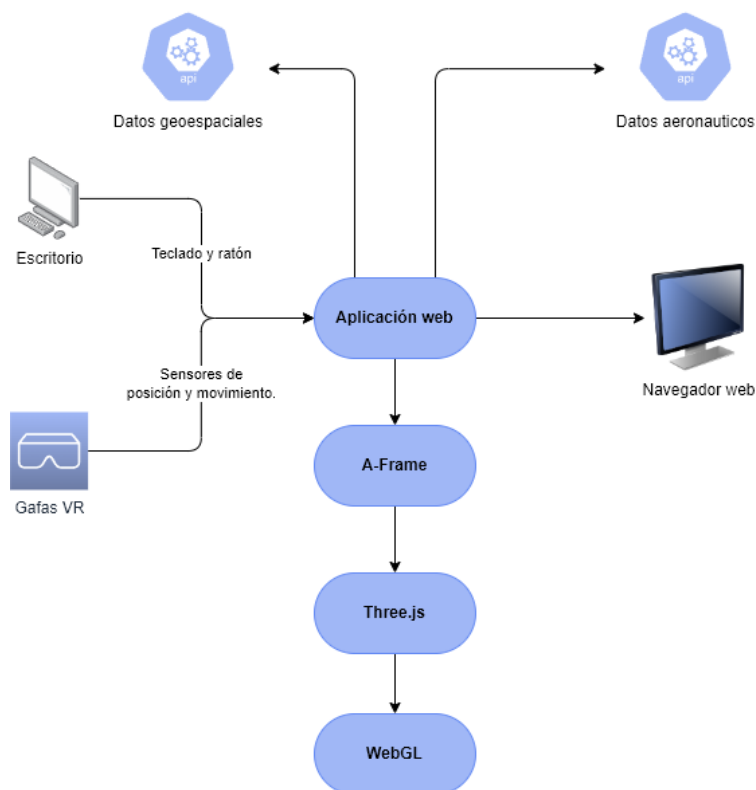 api
api
Datos geoespaciales
Datos aeronauticos
Escritorio
Teclado y ratón
Aplicación web
Sensores de
posición y movimiento.
Navegador web
A-Frame
Gafas VR
Three.js
WebGL